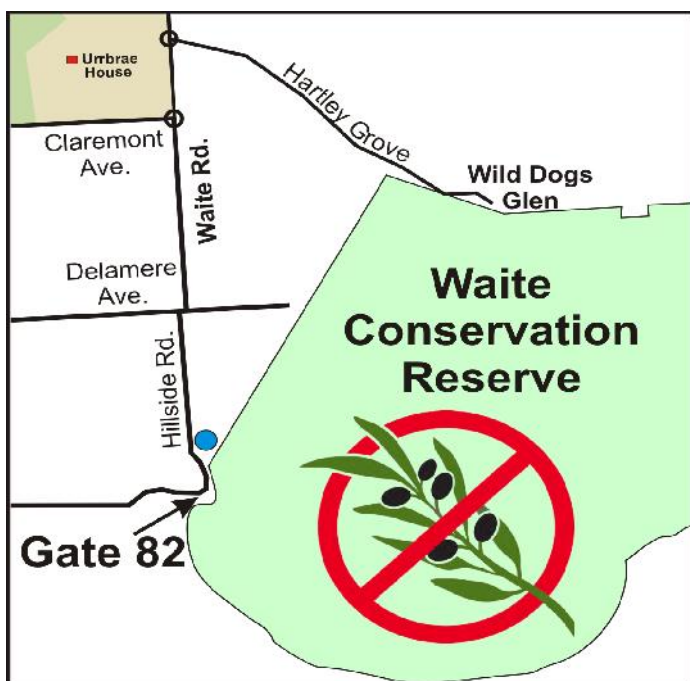 Urrbrae
House
Hartley Grove
Claremont
Ave.
Waite Rd.
Wild Dogs
Glen
Delamere
Ave.
Waite
Conservation
Reserve
Hillside Rd.
Gate 82